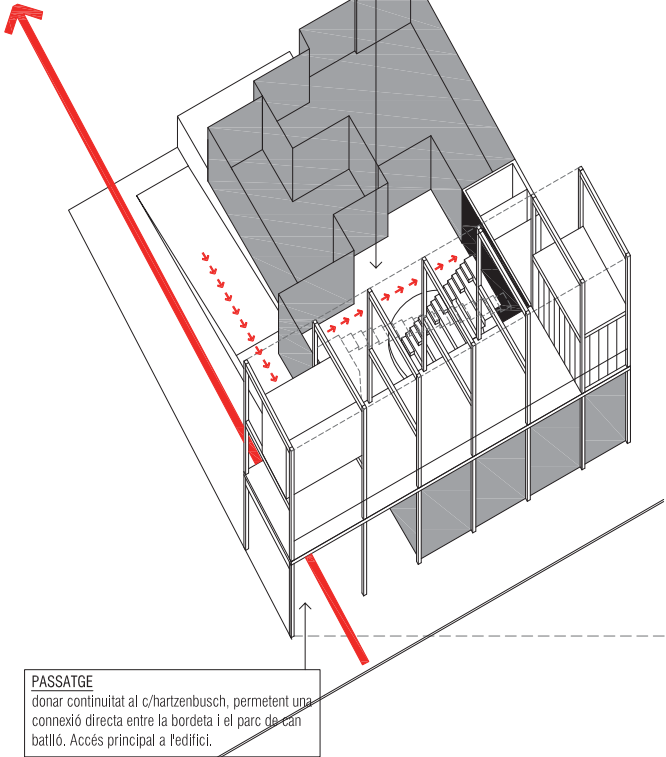 PASSATGE
donar continuitat al c/hartzenbusch, permetent una
connexió directa entre la bordeta i el parc de can
batlló. Accés principal a l'edifici.